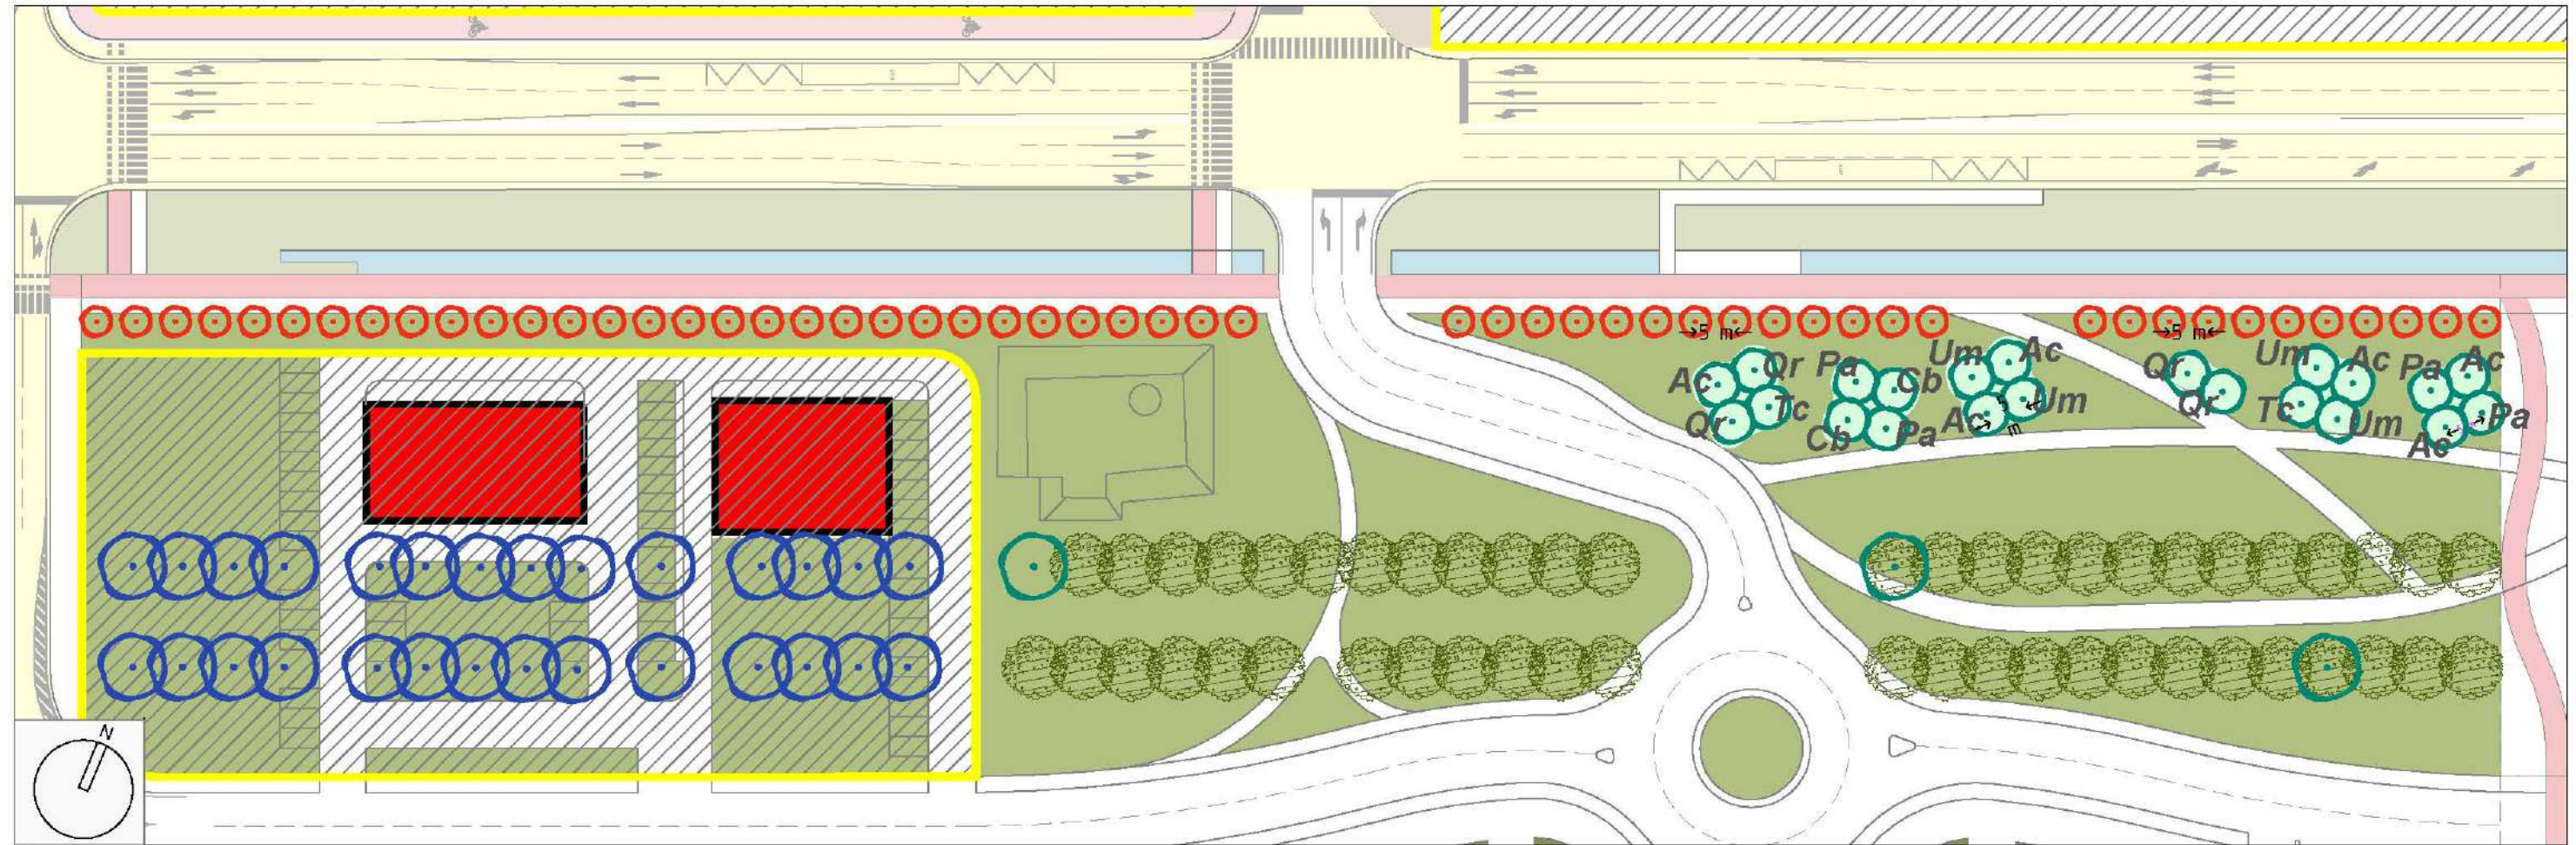 →5 m←
→5 m←
Ac Qr
Qr Tc
Pa Cb
Cb Pa
Um Ac
Ac Um
5 m
Qr
Qr
Um Ac
Tc Um
Pa Ac
Ac Pa
N